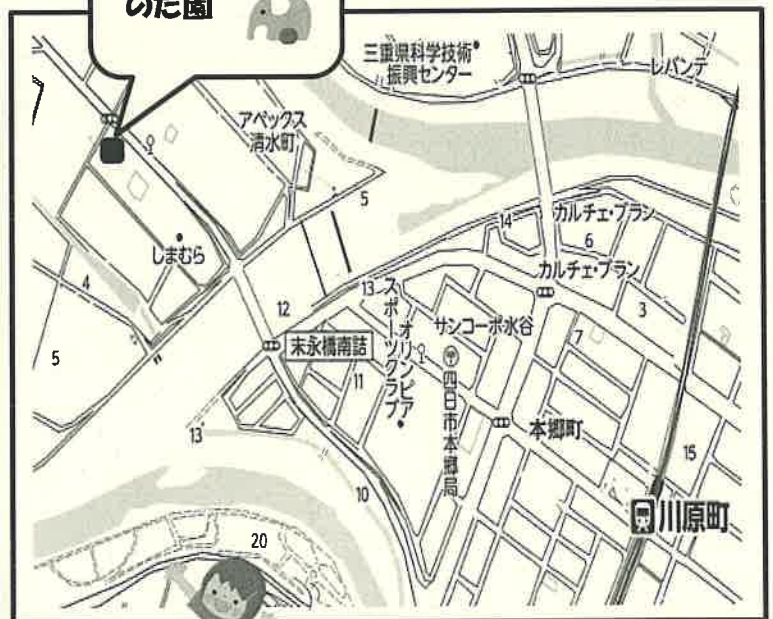 のだ園
三重県科学技術
振興センター
レバンテ
アペックス
清水町
5
14
カルチェ・ブラン
6
しまむら
カルチェ・ブラン
4
12
13
スポーツクラブ
オリンピア
サンコーポ水谷
3
7
5
末永橋南詰
11
四日市本郷局
本郷町
13
15
10
川原町
20